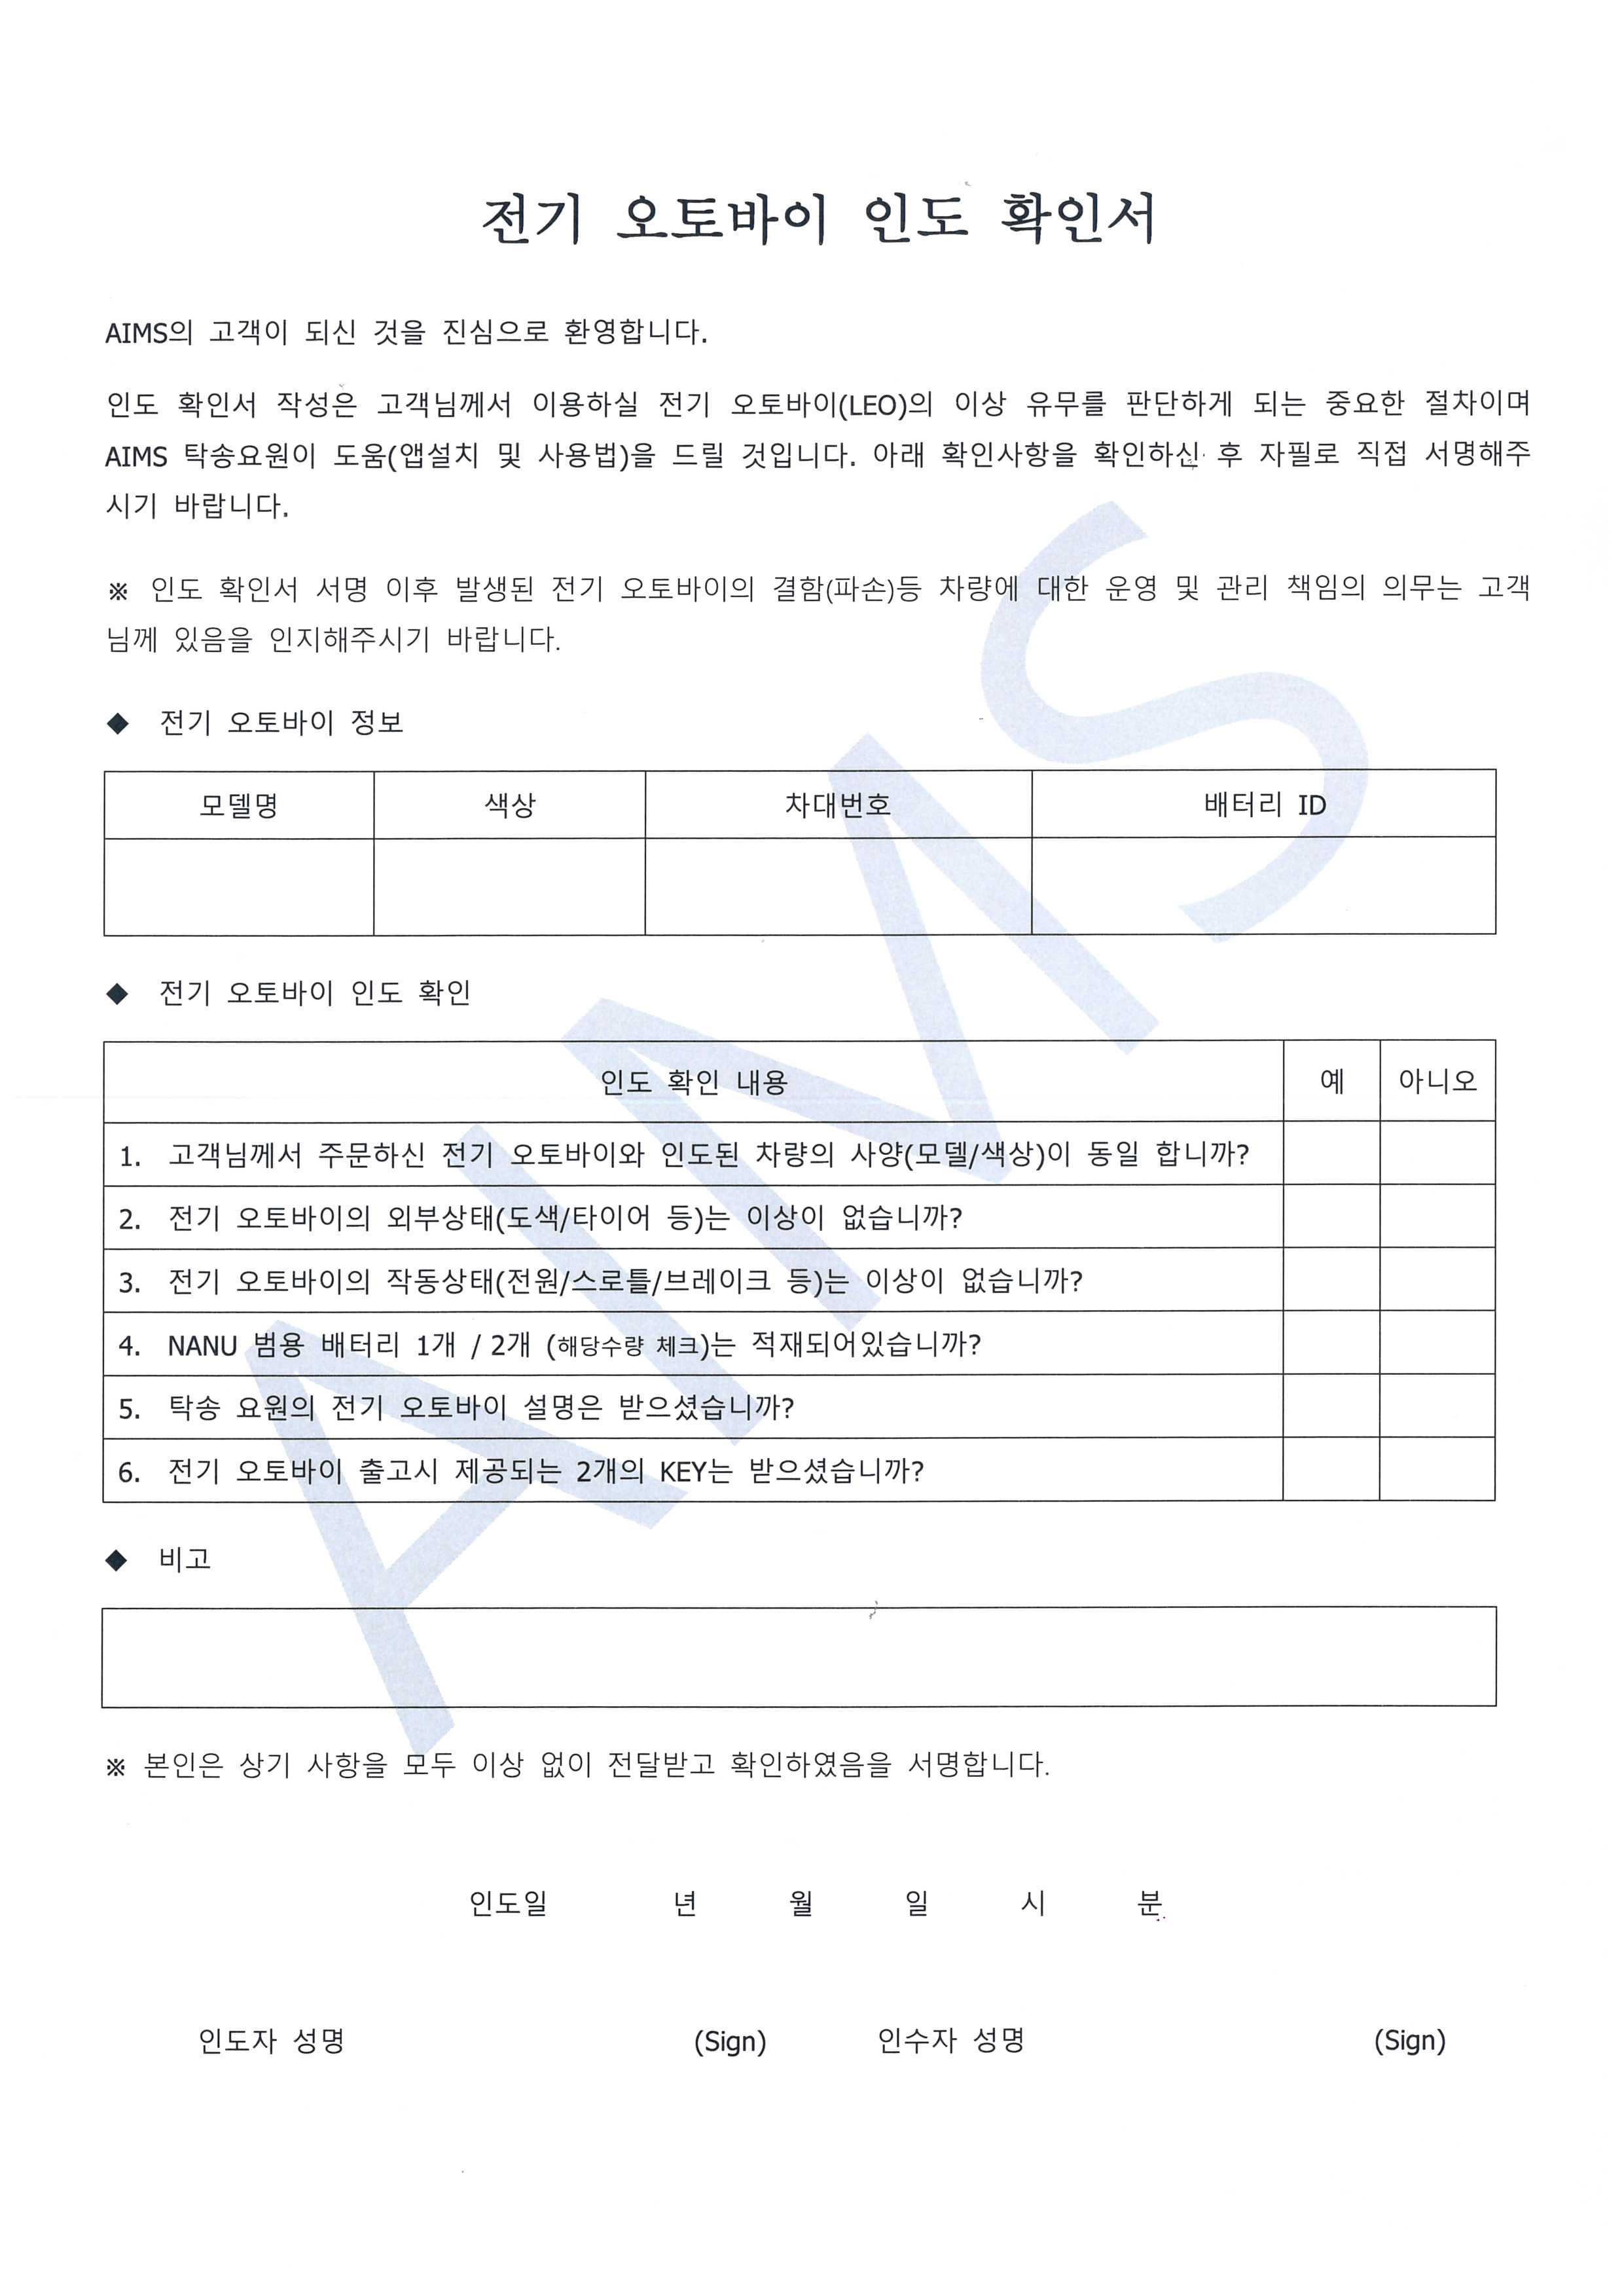 전기 오토바이 인도 확인서
AIMS의 고객이 되신 것을 진심으로 환영합니다.
인도 확인서 작성은 고객님께서 이용하실 전기 오토바이(LEO)의 이상 유무를 판단하게 되는 중요한 절차이며
AIMS 탁송요원이 도움(앱설치 및 사용법)을 드릴 것입니다. 아래 확인사항을 확인하신 후 자필로 직접 서명해주
시기 바랍니다.
※ 인도 확인서 서명 이후 발생된 전기 오토바이의 결함(파손)등 차량에 대한 운영 및 관리 책임의 의무는 고객
님께 있음을 인지해주시기 바랍니다.
◆ 전기 오토바이 정보
모델명 색상 차대번호 배터리 ID
◆ 전기 오토바이 인도 확인
인도 확인 내용 예 아니오
1. 고객님께서 주문하신 전기 오토바이와 인도된 차량의 사양(모델/색상)이 동일 합니까?
2. 전기 오토바이의 외부상태(도색/타이어 등)는 이상이 없습니까?
3. 전기 오토바이의 작동상태(전원/스로틀/브레이크 등)는 이상이 없습니까?
4. NANU 범용 배터리 1개 / 2개 (해당수량 체크)는 적재되어있습니까?
5. 탁송 요원의 전기 오토바이 설명은 받으셨습니까?
6. 전기 오토바이 출고시 제공되는 2개의 KEY는 받으셨습니까?
◆ 비고
※ 본인은 상기 사항을 모두 이상 없이 전달받고 확인하였음을 서명합니다.
인도일 년 월 일 시 분
인도자 성명 (Sign) 인수자 성명 (Sign)
AIMS